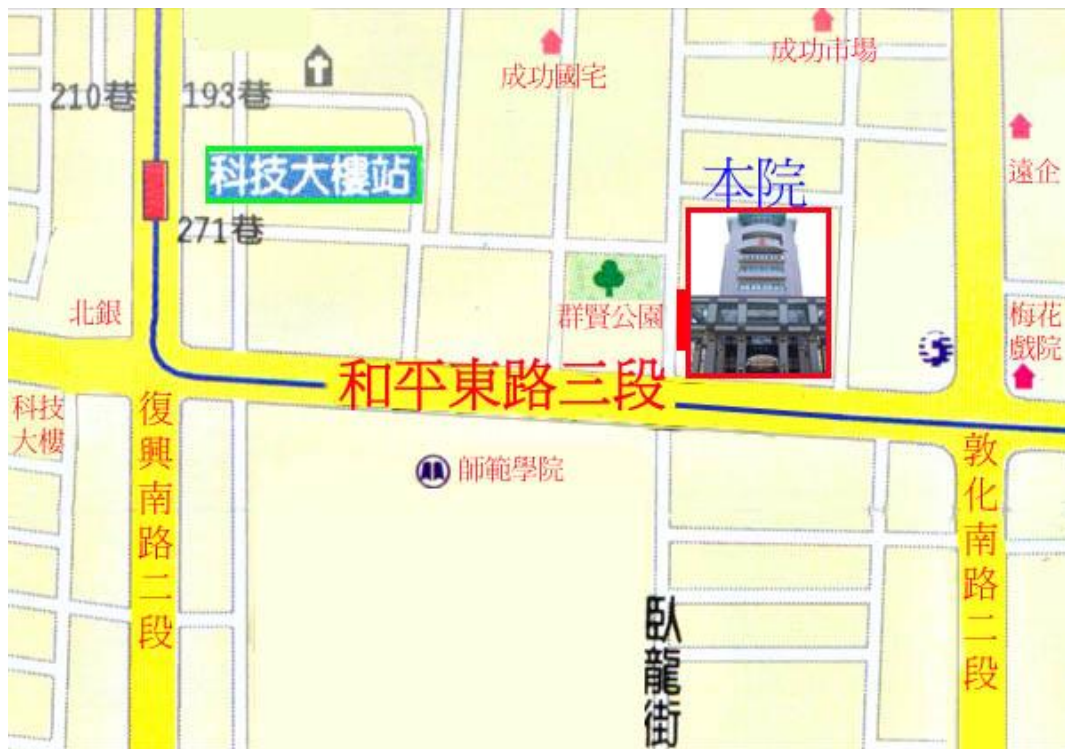 成功國宅
成功市場
210巷
193巷
遠企
科技大樓站
本院
271巷
北銀
群賢公園
梅花
戲院
和平東路三段
科技
大樓
復興南路二段
師範學院
敦化南路二段
臥龍街